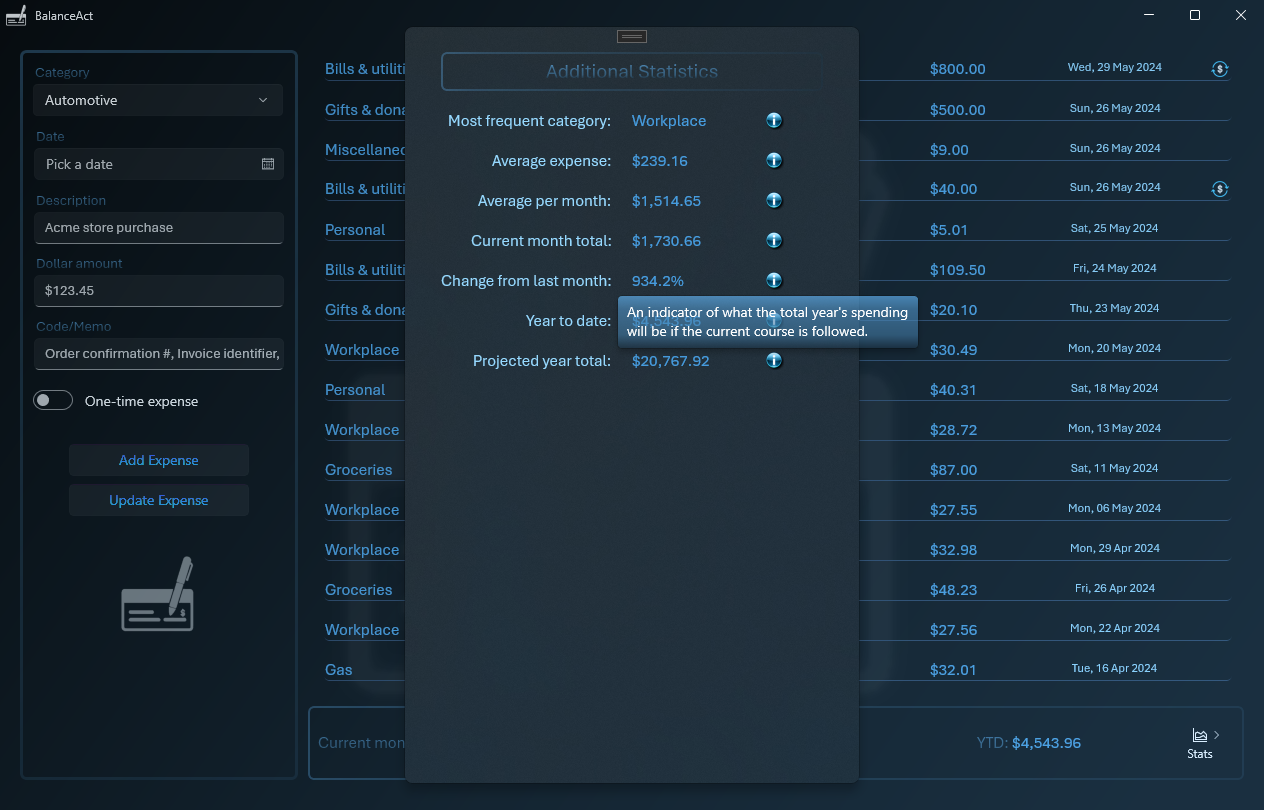 BalanceAct
Category
Automotive
Date
Pick a date
Description
Acme store purchase
Dollar amount
$123.45
Code/Memo
Order confirmation #, Invoice identifier,
One-time expense
Add Expense
Update Expense
Additional Statistics
Most frequent category: Workplace
Average expense: $239.16
Average per month: $1,514.65
Current month total: $1,730.66
Change from last month: 934.2%
Year to date: $4,543.96
An indicator of what the total year's spending
will be if the current course is followed.
Projected year total: $20,767.92
Bills & utiliti $800.00 Wed, 29 May 2024
Gifts & dona $500.00 Sun, 26 May 2024
Miscellaneo $9.00 Sun, 26 May 2024
Bills & utiliti $40.00 Sun, 26 May 2024
Personal $5.01 Sat, 25 May 2024
Bills & utiliti $109.50 Fri, 24 May 2024
Gifts & dona $20.10 Thu, 23 May 2024
Workplace $30.49 Mon, 20 May 2024
Personal $40.31 Sat, 18 May 2024
Workplace $28.72 Mon, 13 May 2024
Groceries $87.00 Sat, 11 May 2024
Workplace $27.55 Mon, 06 May 2024
Workplace $32.98 Mon, 29 Apr 2024
Groceries $48.23 Fri, 26 Apr 2024
Workplace $27.56 Mon, 22 Apr 2024
Gas $32.01 Tue, 16 Apr 2024
Current mon YTD: $4,543.96
Stats